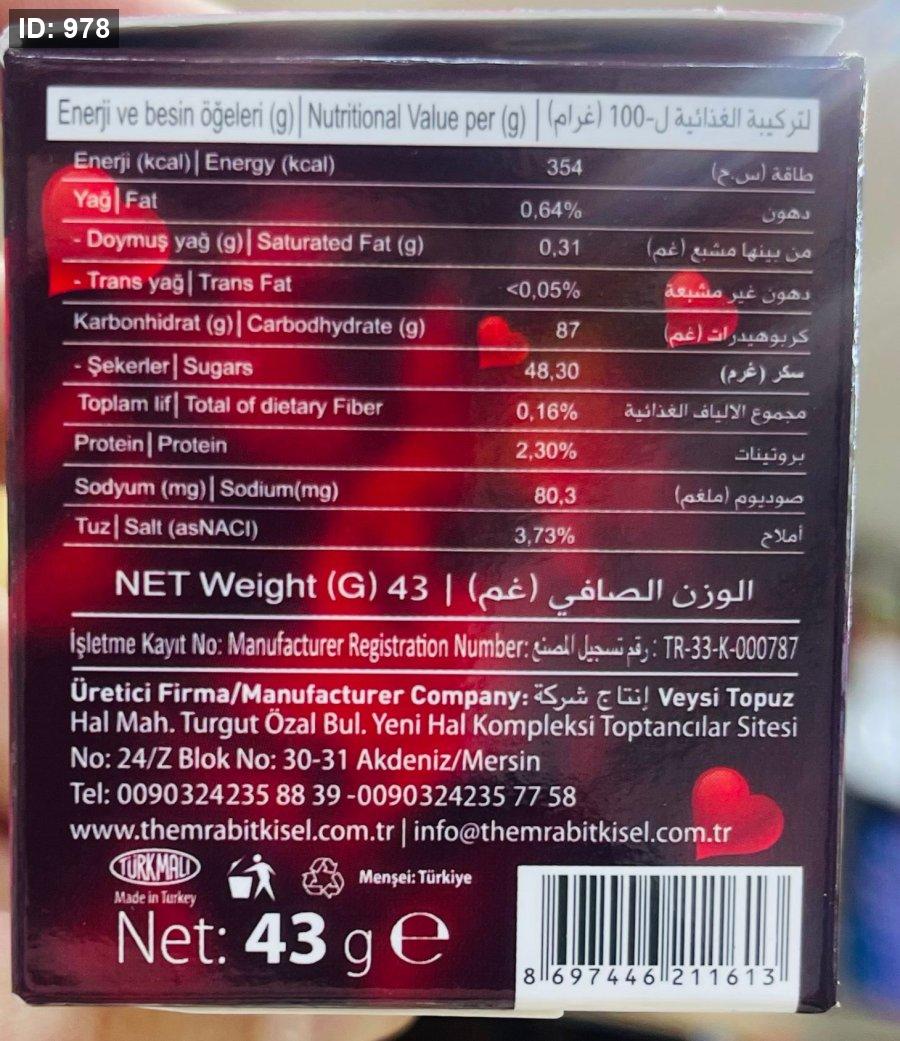 ID: 978
Enerji ve besin öğeleri (g)| Nutritional Value per (g) | لتركيبة الغذائية ل-100 (غرام)
Enerji (kcal)| Energy (kcal) 354 طاقة (س.ح)
Yağ| Fat 0,64% دهون
- Doymuş yağ (g)| Saturated Fat (g) 0,31 من بينها مشبع (غم)
- Trans yağ| Trans Fat <0,05% دهون غير مشبعة
Karbonhidrat (g)| Carbodhydrate (g) 87 كربوهيدرات (غم)
- Şekerler| Sugars 48,30 سكر (غرم)
Toplam lif| Total of dietary Fiber 0,16% مجموع الالياف الغذائية
Protein| Protein 2,30% بروتينات
Sodyum (mg)| Sodium(mg) 80,3 صوديوم (ملغم)
Tuz| Salt (asNACI) 3,73% أملاح
NET Weight (G) 43 | الوزن الصافي (غم)
İşletme Kayıt No: Manufacturer Registration Number: رقم تسجيل المصنع : TR-33-K-000787
Üretici Firma/Manufacturer Company: إنتاج شركة Veysi Topuz
Hal Mah. Turgut Özal Bul. Yeni Hal Kompleksi Toptancılar Sitesi
No: 24/Z Blok No: 30-31 Akdeniz/Mersin
Tel: 0090324235 88 39 -0090324235 77 58
www.themrabitkisel.com.tr | info@themrabitkisel.com.tr
TÜRK MALI
Made in Turkey
Menşei: Türkiye
Net: 43 g e
8 697446 211613